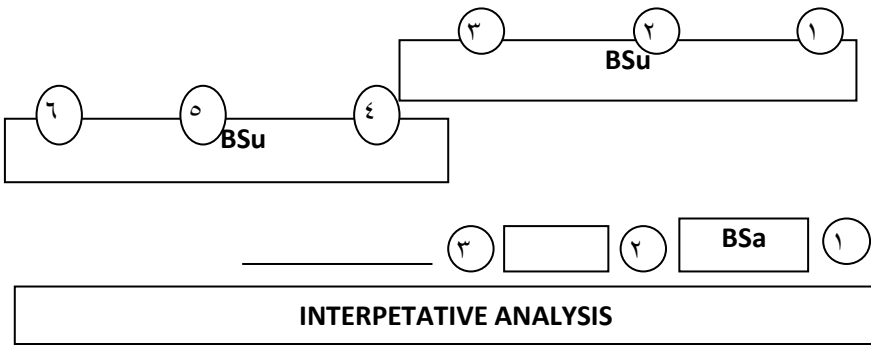 ١ ٢ ٣
BSu
٤ ٥ ٦
BSu
١ BSa ٢ ٣
INTERPETATIVE ANALYSIS